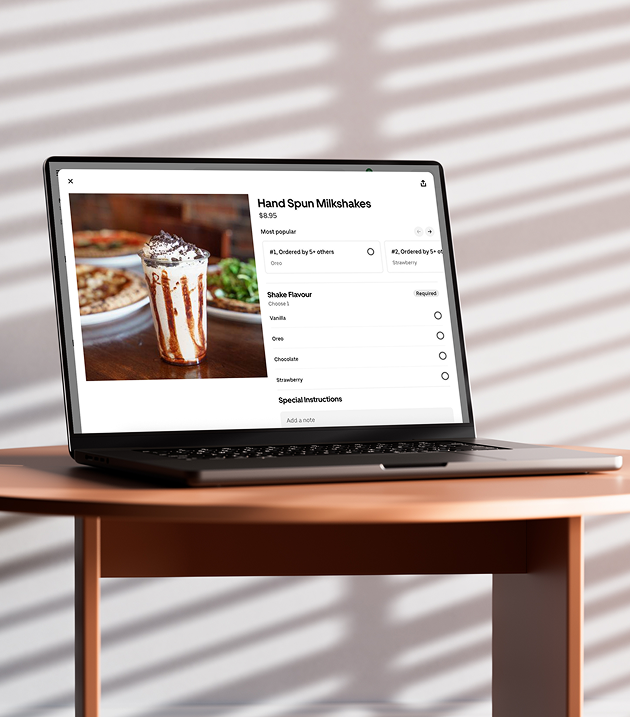 Hand Spun Milkshakes
$8.95
Most popular
#1, Ordered by 5+ others
Oreo
#2, Ordered by 5+ ot
Strawberry
Shake Flavour
Required
Choose 1
Vanilla
Oreo
Chocolate
Strawberry
Special Instructions
Add a note